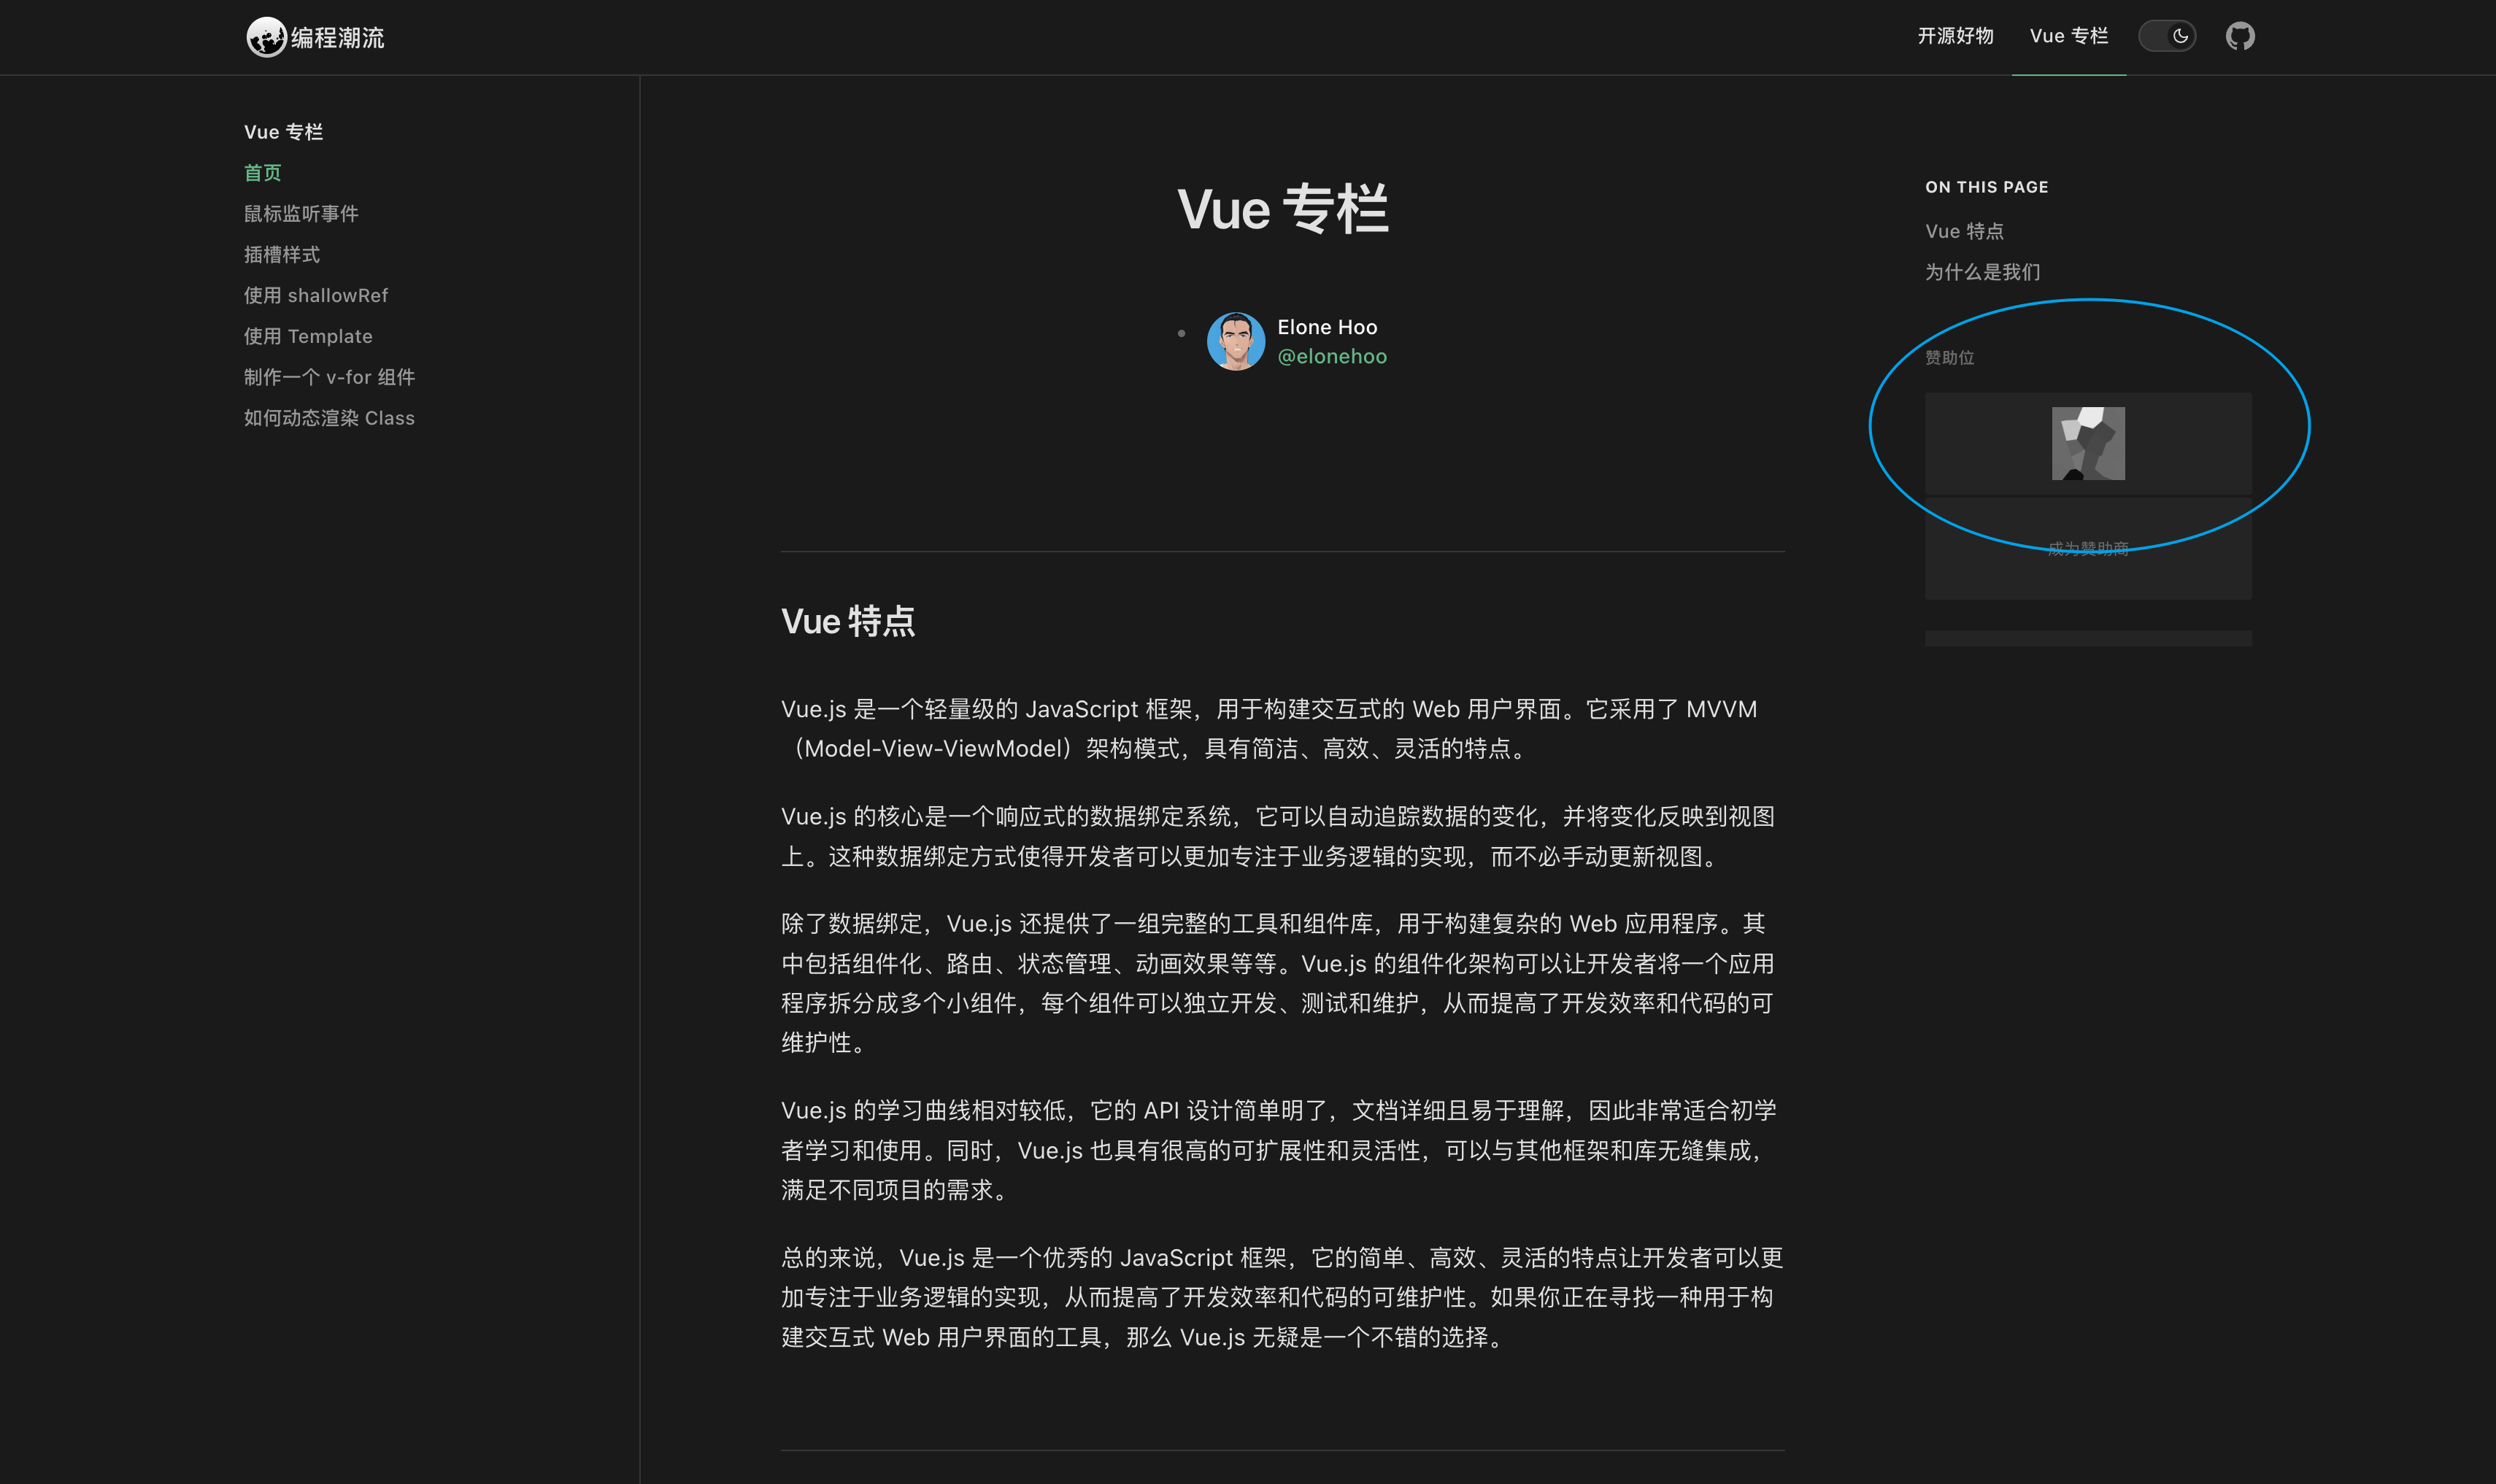 编程潮流
开源好物
Vue 专栏
Vue 专栏
首页
鼠标监听事件
插槽样式
使用 shallowRef
使用 Template
制作一个 v-for 组件
如何动态渲染 Class
Vue 专栏
Elone Hoo
@elonehoo
Vue 特点
Vue.js 是一个轻量级的 JavaScript 框架，用于构建交互式的 Web 用户界面。它采用了 MVVM
（Model-View-ViewModel）架构模式，具有简洁、高效、灵活的特点。
Vue.js 的核心是一个响应式的数据绑定系统，它可以自动追踪数据的变化，并将变化反映到视图
上。这种数据绑定方式使得开发者可以更加专注于业务逻辑的实现，而不必手动更新视图。
除了数据绑定，Vue.js 还提供了一组完整的工具和组件库，用于构建复杂的 Web 应用程序。其
中包括组件化、路由、状态管理、动画效果等等。Vue.js 的组件化架构可以让开发者将一个应用
程序拆分成多个小组件，每个组件可以独立开发、测试和维护，从而提高了开发效率和代码的可
维护性。
Vue.js 的学习曲线相对较低，它的 API 设计简单明了，文档详细且易于理解，因此非常适合初学
者学习和使用。同时，Vue.js 也具有很高的可扩展性和灵活性，可以与其他框架和库无缝集成，
满足不同项目的需求。
总的来说，Vue.js 是一个优秀的 JavaScript 框架，它的简单、高效、灵活的特点让开发者可以更
加专注于业务逻辑的实现，从而提高了开发效率和代码的可维护性。如果你正在寻找一种用于构
建交互式 Web 用户界面的工具，那么 Vue.js 无疑是一个不错的选择。
ON THIS PAGE
Vue 特点
为什么是我们
赞助位
成为赞助商